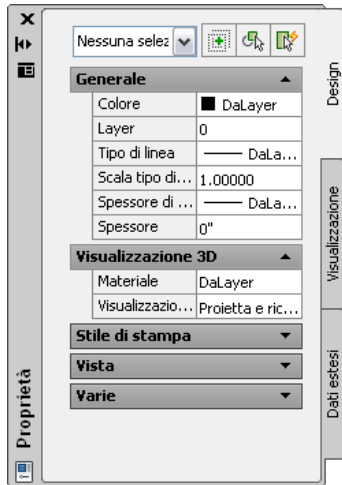 Nessuna selez
Generale
Colore DaLayer
Layer 0
Tipo di linea DaLa...
Scala tipo di... 1.00000
Spessore di ... DaLa...
Spessore 0"
Visualizzazione 3D
Materiale DaLayer
Visualizzazio... Proietta e ric...
Stile di stampa
Vista
Varie
Proprietà
Design
Visualizzazione
Dati estesi